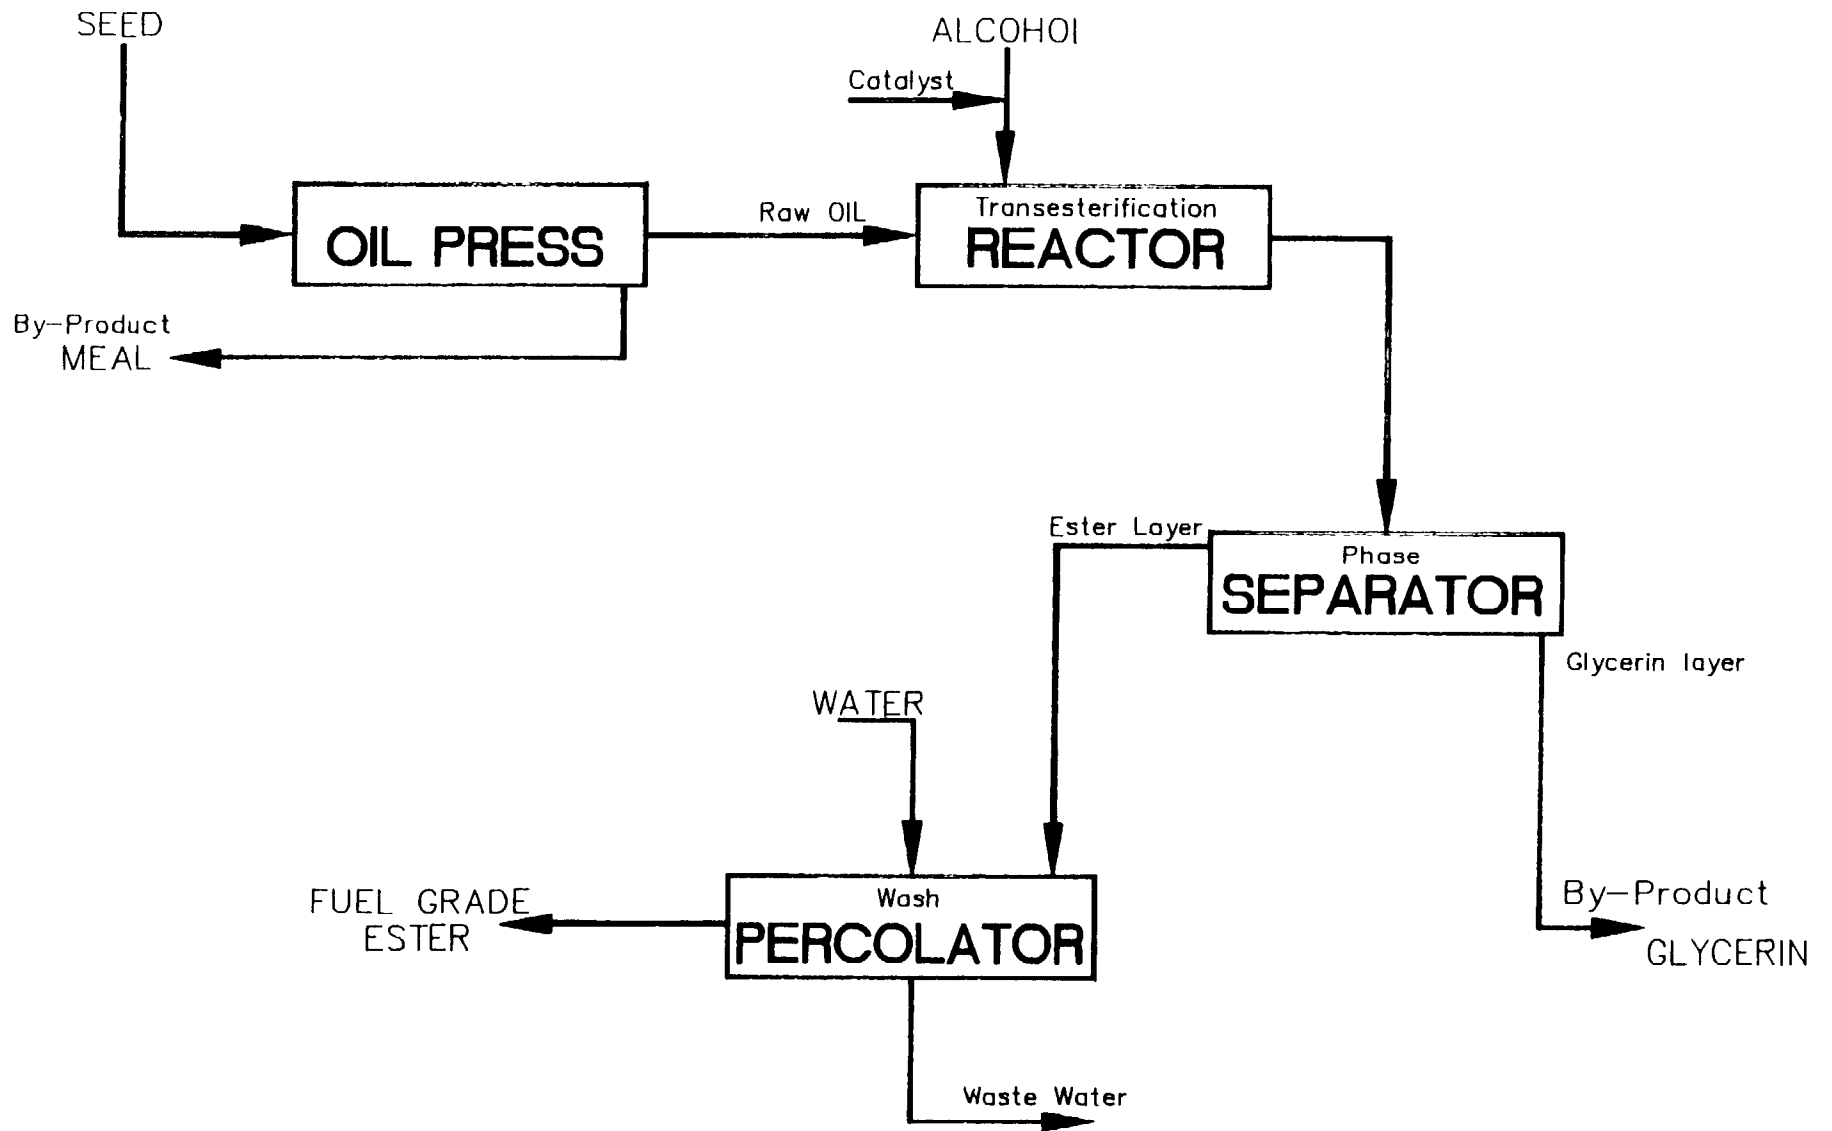 SEED
ALCOHOl
Catalyst
Raw OIL
Transesterification
OIL PRESS
REACTOR
By-Product
MEAL
Ester Layer
Phase
SEPARATOR
Glycerin layer
WATER
FUEL GRADE
ESTER
Wash
PERCOLATOR
By-Product
GLYCERIN
Waste Water